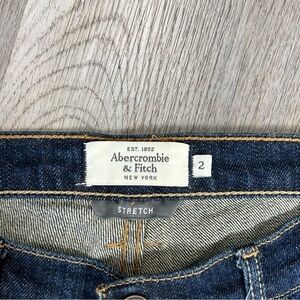 EST. 1892
Abercrombie
& Fitch
NEW YORK
2
STRETCH